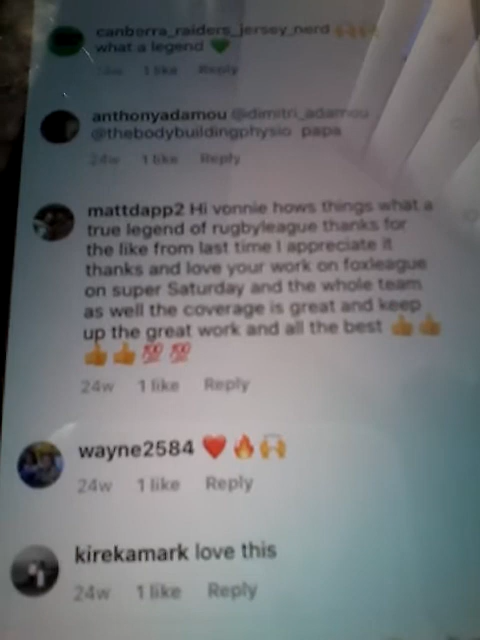 canberra_raiders_jersey_nerd 🙌🙌🙌
what a legend 💚
24w 1 like Reply
anthonyadamou @dimitri_adamou
@thebodybuildingphysio papa
24w 1 like Reply
mattdapp2 Hi vonnie hows things what a
true legend of rugbyleague thanks for
the like from last time I appreciate it
thanks and love your work on foxleague
on super Saturday and the whole team
as well the coverage is great and keep
up the great work and all the best 👍👍
👍👍💯💯
24w 1 like Reply
wayne2584 ❤️🔥🙌
24w 1 like Reply
kirekamark love this
24w 1 like Reply